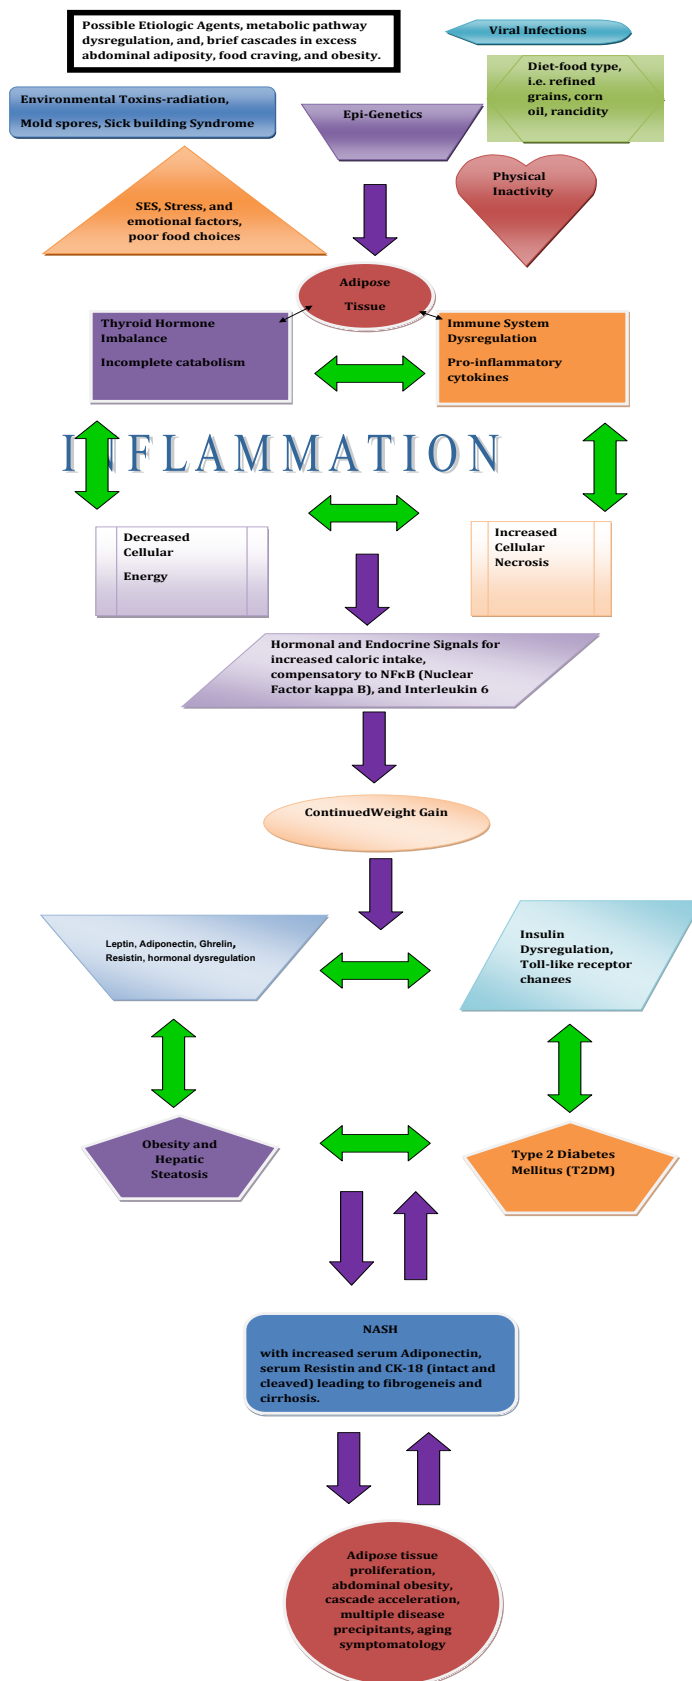 Possible Etiologic Agents, metabolic pathway
dysregulation, and, brief cascades in excess
abdominal adiposity, food craving, and obesity.
Viral Infections
Diet-food type,
i.e. refined
grains, corn
oil, rancidity
Environmental Toxins-radiation,
Mold spores, Sick building Syndrome
Epi-Genetics
Physical
Inactivity
SES, Stress, and
emotional factors,
poor food choices
Adipose
Tissue
Thyroid Hormone
Imbalance
Incomplete catabolism
Immune System
Dysregulation
Pro-inflammatory
cytokines
INFLAMMATION
Decreased
Cellular
Energy
Increased
Cellular
Necrosis
Hormonal and Endocrine Signals for
increased caloric intake,
compensatory to NFκB (Nuclear
Factor kappa B), and Interleukin 6
ContinuedWeight Gain
Leptin, Adiponectin, Ghrelin,
Resistin, hormonal dysregulation
Insulin
Dysregulation,
Toll-like receptor
changes
Obesity and
Hepatic
Steatosis
Type 2 Diabetes
Mellitus (T2DM)
NASH
with increased serum Adiponectin,
serum Resistin and CK-18 (intact and
cleaved) leading to fibrogeneis and
cirrhosis.
Adipose tissue
proliferation,
abdominal obesity,
cascade acceleration,
multiple disease
precipitants, aging
symptomatology